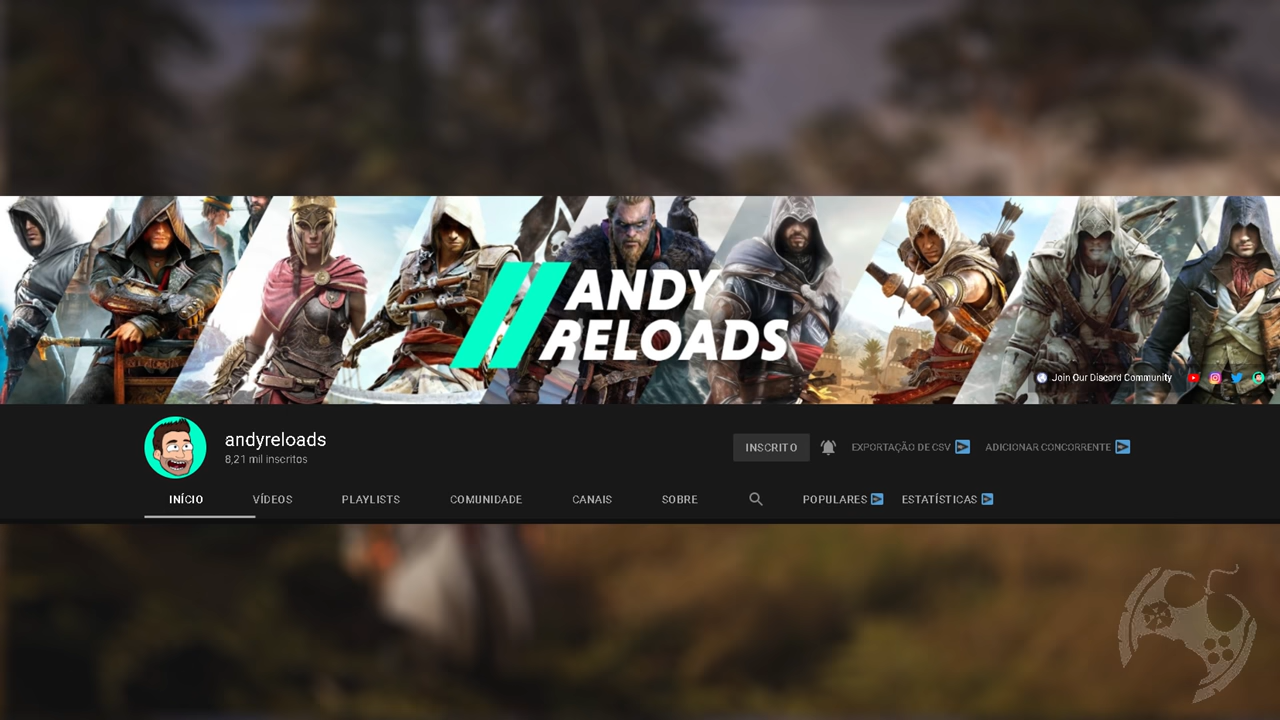 ANDY
RELOADS
Join Our Discord Community
andyreloads
8,21 mil inscritos
INSCRITO
EXPORTAÇÃO DE CSV
ADICIONAR CONCORRENTE
INÍCIO VÍDEOS PLAYLISTS COMUNIDADE CANAIS SOBRE POPULARES ESTATÍSTICAS